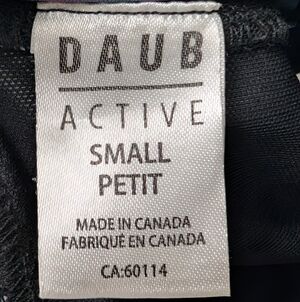 DAUB
ACTIVE
SMALL
PETIT
MADE IN CANADA
FABRIQUÉ EN CANADA
CA:60114